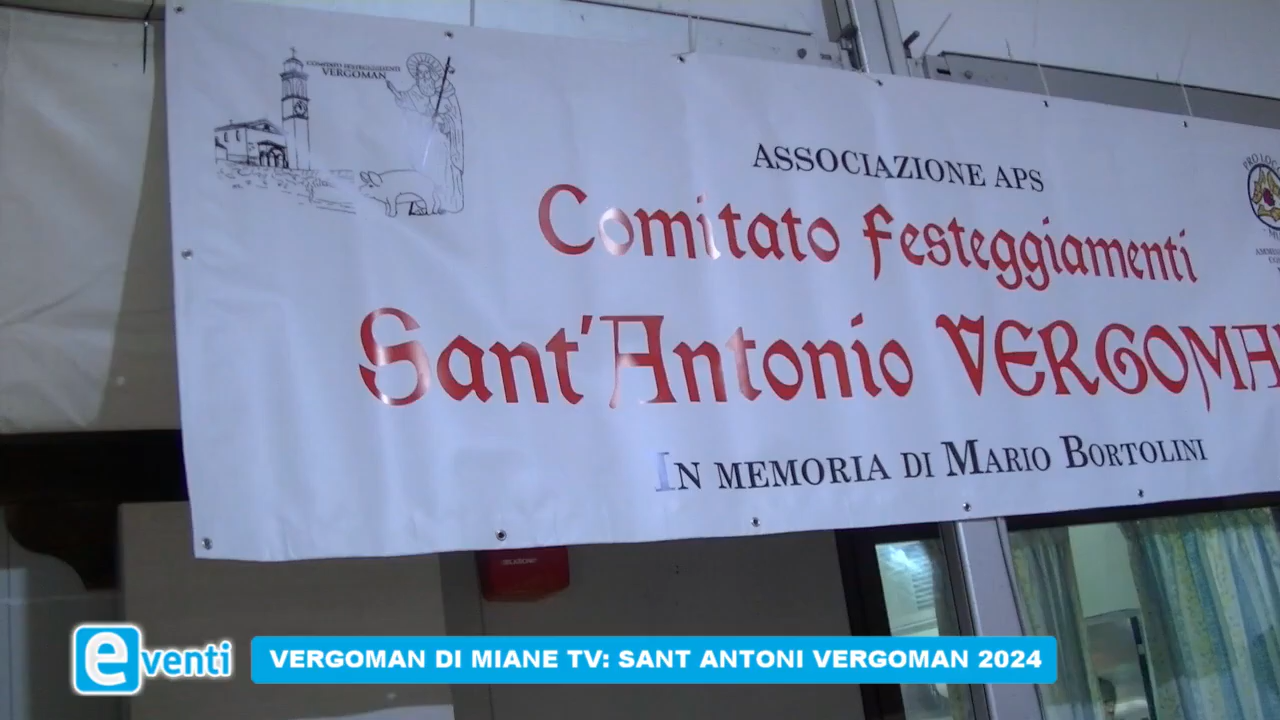 COMITATO FESTEGGIAMENTI
VERGOMAN
ASSOCIAZIONE APS
Comitato Festeggiamenti
Sant'Antonio VERGOMAN
IN MEMORIA DI MARIO BORTOLINI
PRO LOC
eventi
VERGOMAN DI MIANE TV: SANT ANTONI VERGOMAN 2024